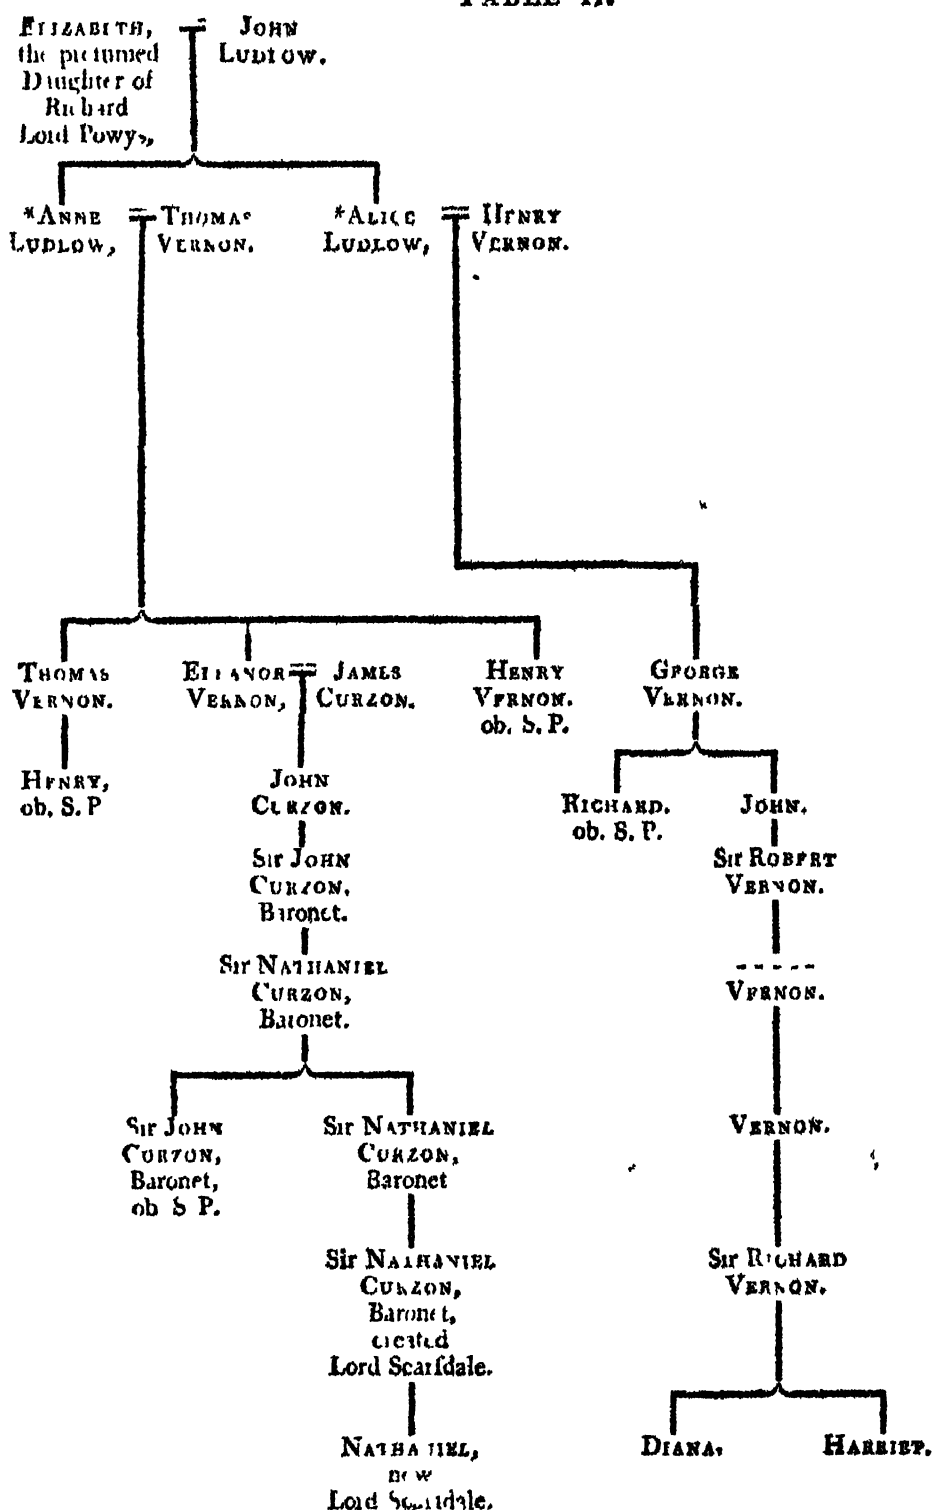 TABLE II.
ELIZABETH,
the pretumed
Daughter of
Richard
Lord Powys,
JOHN
LUDLOW.
*ANNE
LUDLOW,
THOMAS
VERNON.
*ALICE
LUDLOW,
HENRY
VERNON.
THOMAS
VERNON.
ELEANOR
VERNON,
JAMES
CURZON.
HENRY
VERNON.
ob. S. P.
GEORGE
VERNON.
HENRY,
ob. S. P
JOHN
CURZON.
RICHARD.
ob. S. P.
JOHN.
Sir JOHN
CURZON,
Baronet.
Sir ROBERT
VERNON.
Sir NATHANIEL
CURZON,
Baronet.
- - - - -
VERNON.
Sir JOHN
CURZON,
Baronet,
ob S P.
Sir NATHANIEL
CURZON,
Baronet
VERNON.
Sir NATHANIEL
CURZON,
Baronet,
created
Lord Scarſdale.
Sir RICHARD
VERNON.
NATHANIEL,
now
Lord Scarſdale.
DIANA.
HARRIET.